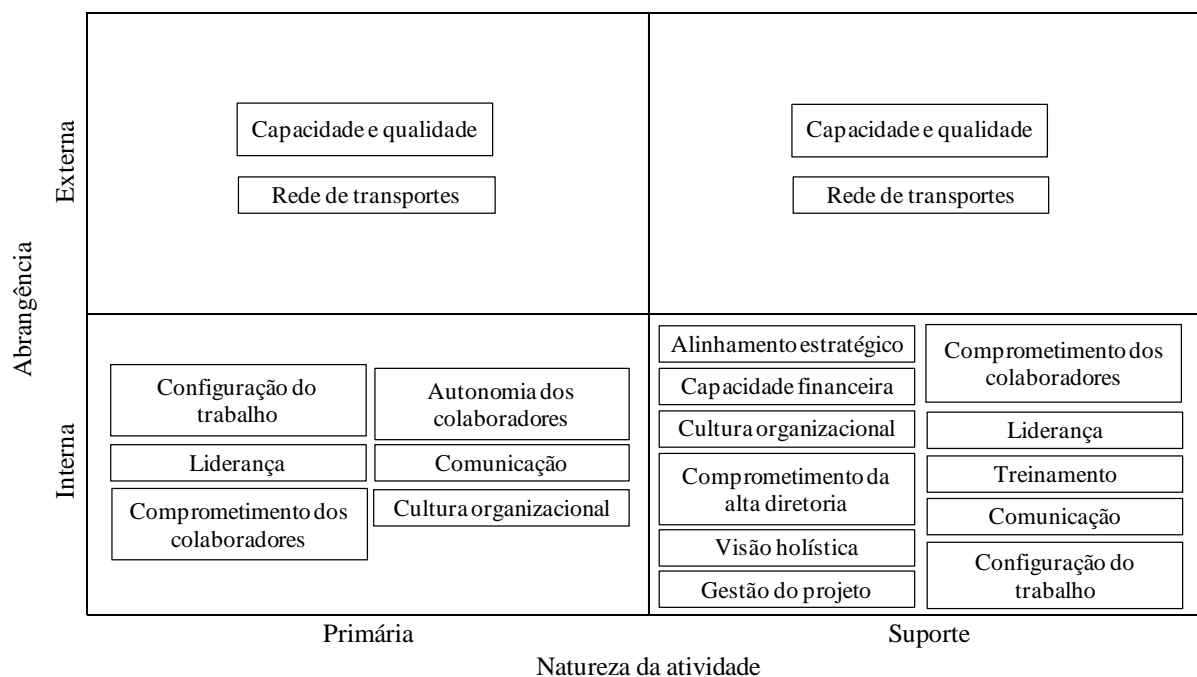 Abrangência
Externa
Capacidade e qualidade
Rede de transportes
Capacidade e qualidade
Rede de transportes
Interna
Configuração do
trabalho
Liderança
Comprometimento dos
colaboradores
Autonomia dos
colaboradores
Comunicação
Cultura organizacional
Alinhamento estratégico
Capacidade financeira
Cultura organizacional
Comprometimento da
alta diretoria
Visão holística
Gestão do projeto
Comprometimento dos
colaboradores
Liderança
Treinamento
Comunicação
Configuração do
trabalho
Primária
Suporte
Natureza da atividade